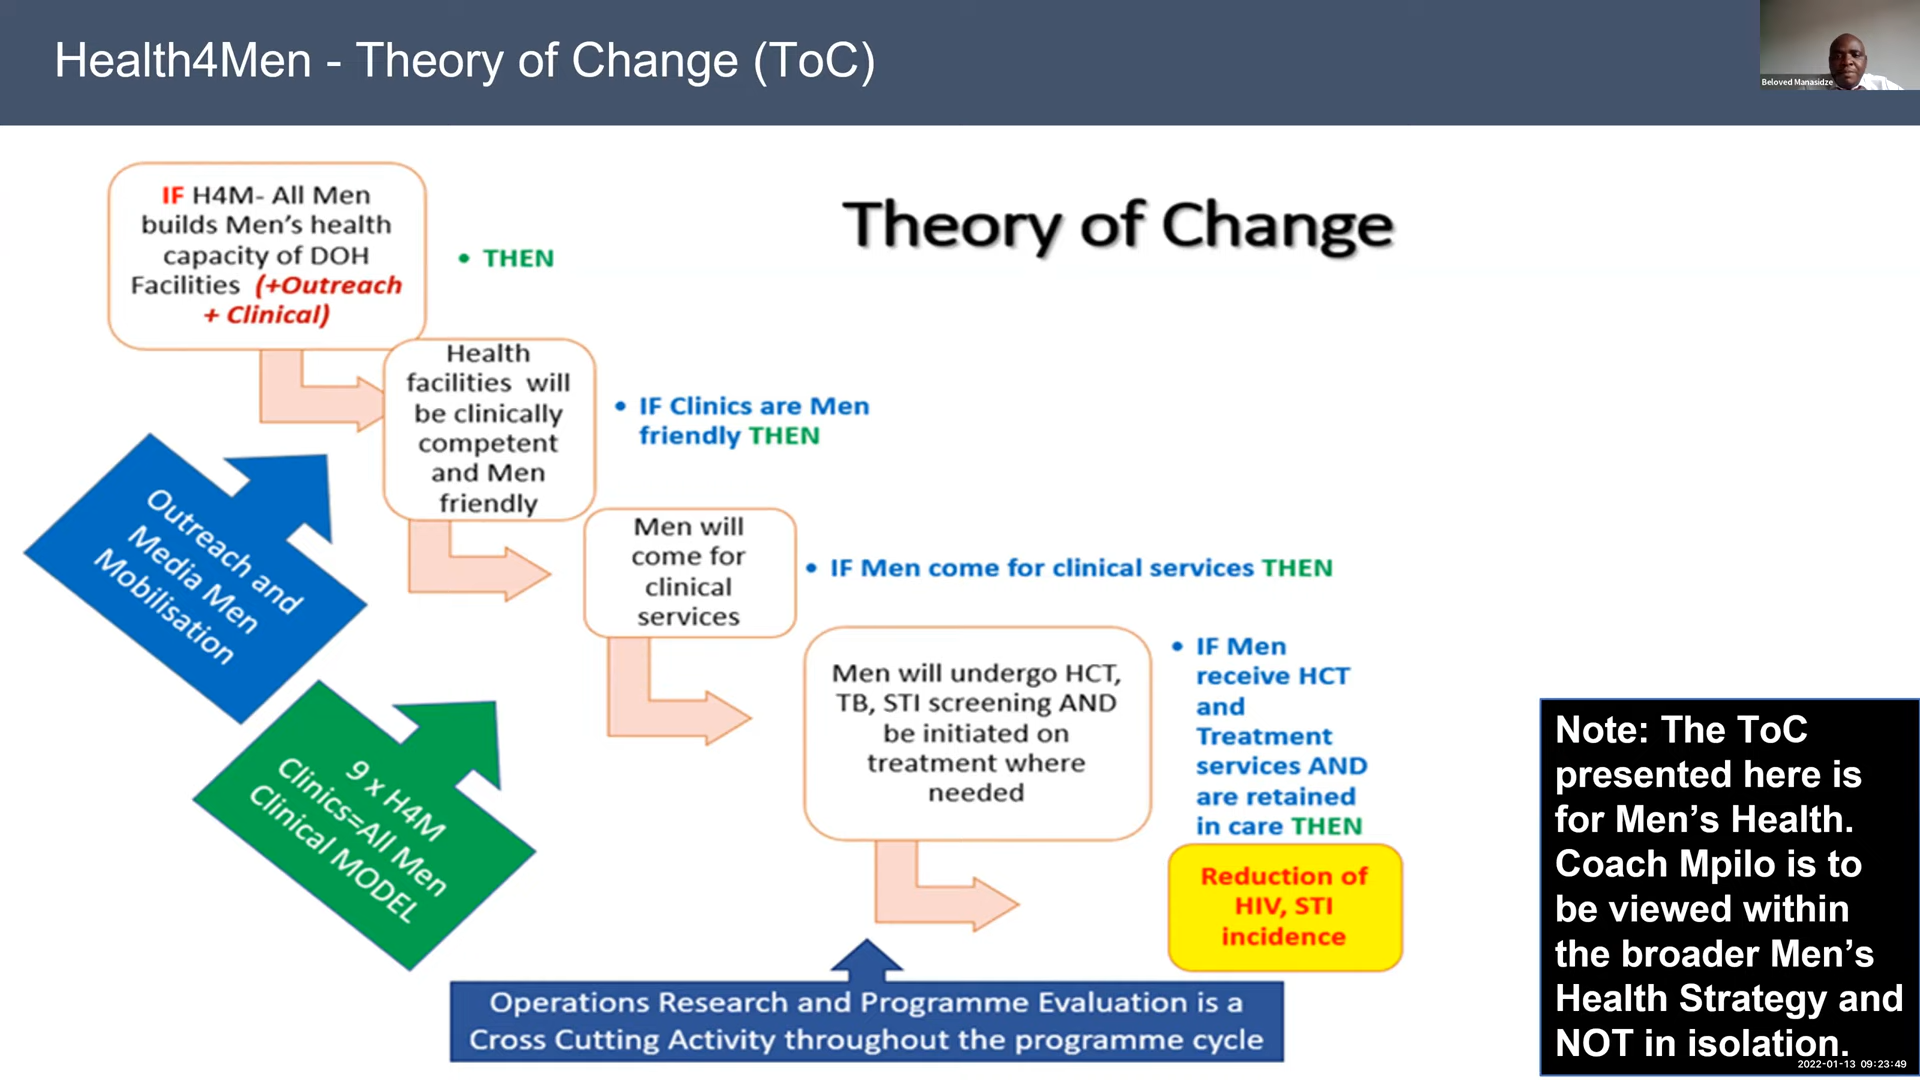 Health4Men - Theory of Change (ToC)
Beloved Manasidze
Theory of Change
IF H4M- All Men
builds Men's health
capacity of DOH
Facilities (+Outreach
+ Clinical)
• THEN
Health
facilities will
be clinically
competent
and Men
friendly
• IF Clinics are Men
friendly THEN
Men will
come for
clinical
services
• IF Men come for clinical services THEN
Men will undergo HCT,
TB, STI screening AND
be initiated on
treatment where
needed
• IF Men
receive HCT
and
Treatment
services AND
are retained
in care THEN
Reduction of
HIV, STI
incidence
Outreach and
Media Men
Mobilisation
9 x H4M
Clinics=All Men
Clinical MODEL
Operations Research and Programme Evaluation is a
Cross Cutting Activity throughout the programme cycle
Note: The ToC
presented here is
for Men's Health.
Coach Mpilo is to
be viewed within
the broader Men's
Health Strategy and
NOT in isolation.
2022-01-13 09:23:49